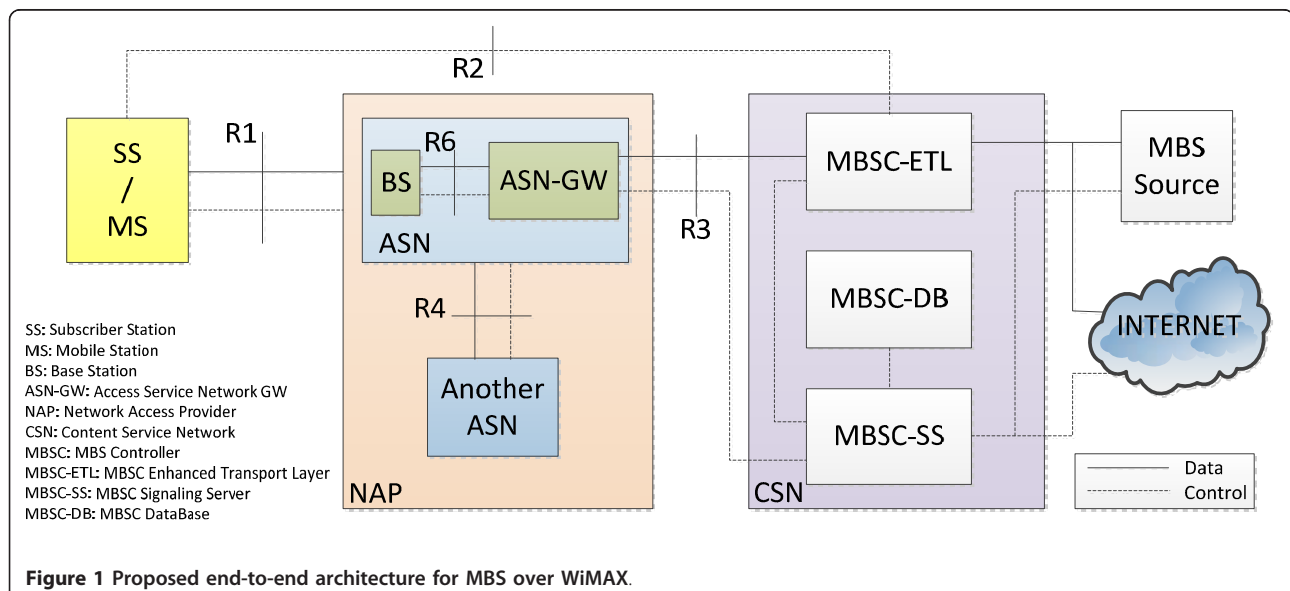 R2
SS
/
MS
R1
R6
BS
ASN-GW
ASN
R4
Another
ASN
NAP
R3
MBSC-ETL
MBSC-DB
MBSC-SS
CSN
MBS
Source
INTERNET
SS: Subscriber Station
MS: Mobile Station
BS: Base Station
ASN-GW: Access Service Network GW
NAP: Network Access Provider
CSN: Content Service Network
MBSC: MBS Controller
MBSC-ETL: MBSC Enhanced Transport Layer
MBSC-SS: MBSC Signaling Server
MBSC-DB: MBSC DataBase
Data
Control
Figure 1 Proposed end-to-end architecture for MBS over WiMAX.